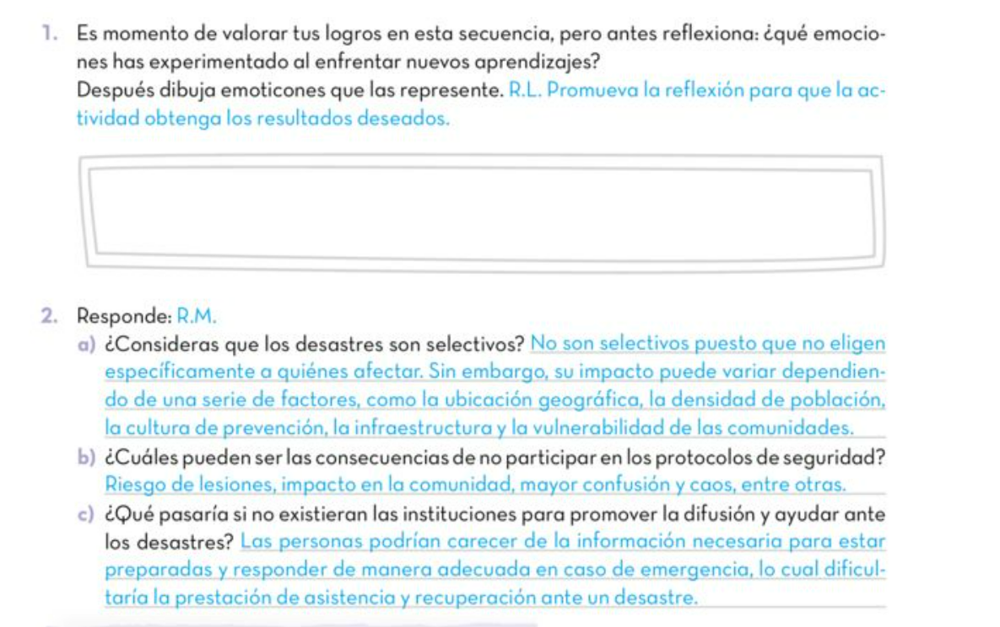 1. Es momento de valorar tus logros en esta secuencia, pero antes reflexiona: ¿qué emocio-
nes has experimentado al enfrentar nuevos aprendizajes?
Después dibuja emoticones que las represente. R.L. Promueva la reflexión para que la ac-
tividad obtenga los resultados deseados.
2. Responde: R.M.
a) ¿Consideras que los desastres son selectivos? No son selectivos puesto que no eligen
específicamente a quiénes afectar. Sin embargo, su impacto puede variar dependien-
do de una serie de factores, como la ubicación geográfica, la densidad de población,
la cultura de prevención, la infraestructura y la vulnerabilidad de las comunidades.
b) ¿Cuáles pueden ser las consecuencias de no participar en los protocolos de seguridad?
Riesgo de lesiones, impacto en la comunidad, mayor confusión y caos, entre otras.
c) ¿Qué pasaría si no existieran las instituciones para promover la difusión y ayudar ante
los desastres? Las personas podrían carecer de la información necesaria para estar
preparadas y responder de manera adecuada en caso de emergencia, lo cual dificul-
taría la prestación de asistencia y recuperación ante un desastre.